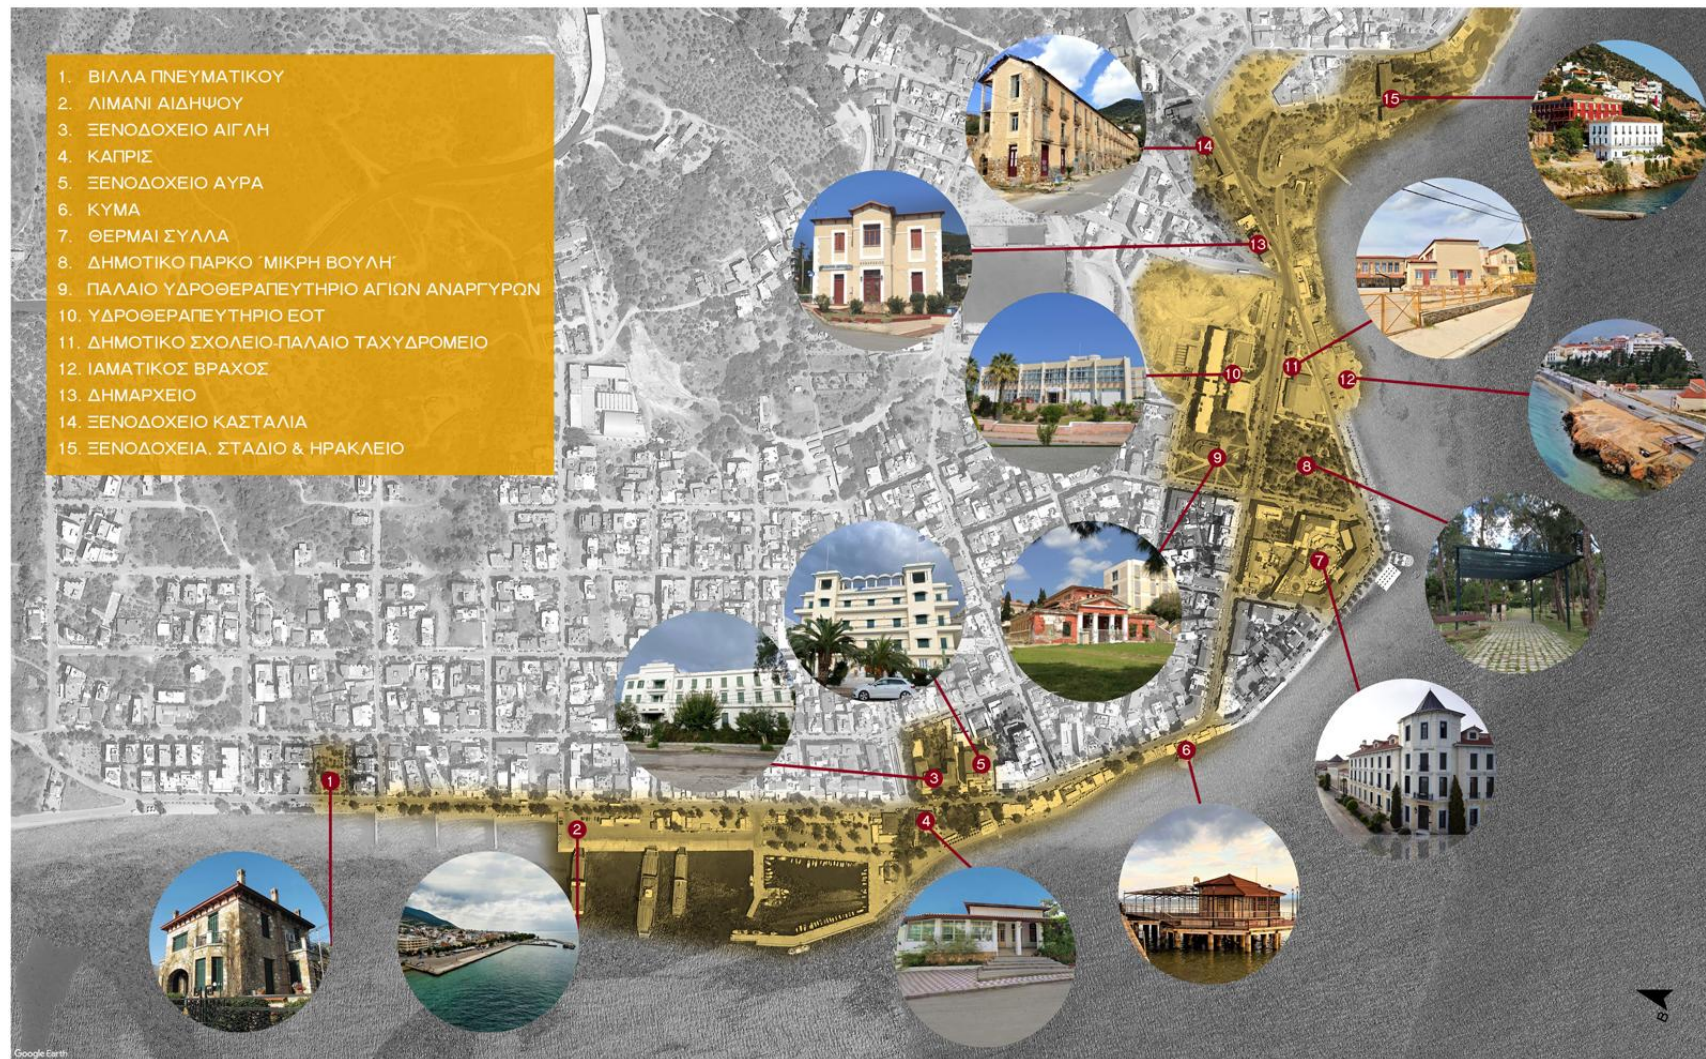 1. ΒΙΛΛΑ ΠΝΕΥΜΑΤΙΚΟΥ
2. ΛΙΜΑΝΙ ΑΙΔΗΨΟΥ
3. ΞΕΝΟΔΟΧΕΙΟ ΑΙΓΛΗ
4. ΚΑΠΡΙΣ
5. ΞΕΝΟΔΟΧΕΙΟ ΑΥΡΑ
6. ΚΥΜΑ
7. ΘΕΡΜΑΙ ΣΥΛΛΑ
8. ΔΗΜΟΤΙΚΟ ΠΑΡΚΟ ΄ΜΙΚΡΗ ΒΟΥΛΗ΄
9. ΠΑΛΑΙΟ ΥΔΡΟΘΕΡΑΠΕΥΤΗΡΙΟ ΑΓΙΩΝ ΑΝΑΡΓΥΡΩΝ
10. ΥΔΡΟΘΕΡΑΠΕΥΤΗΡΙΟ ΕΟΤ
11. ΔΗΜΟΤΙΚΟ ΣΧΟΛΕΙΟ-ΠΑΛΑΙΟ ΤΑΧΥΔΡΟΜΕΙΟ
12. ΙΑΜΑΤΙΚΟΣ ΒΡΑΧΟΣ
13. ΔΗΜΑΡΧΕΙΟ
14. ΞΕΝΟΔΟΧΕΙΟ ΚΑΣΤΑΛΙΑ
15. ΞΕΝΟΔΟΧΕΙΑ, ΣΤΑΔΙΟ & ΗΡΑΚΛΕΙΟ
15
14
13
10
11
12
9
8
7
6
5
3
1
4
2
Β
Google Earth